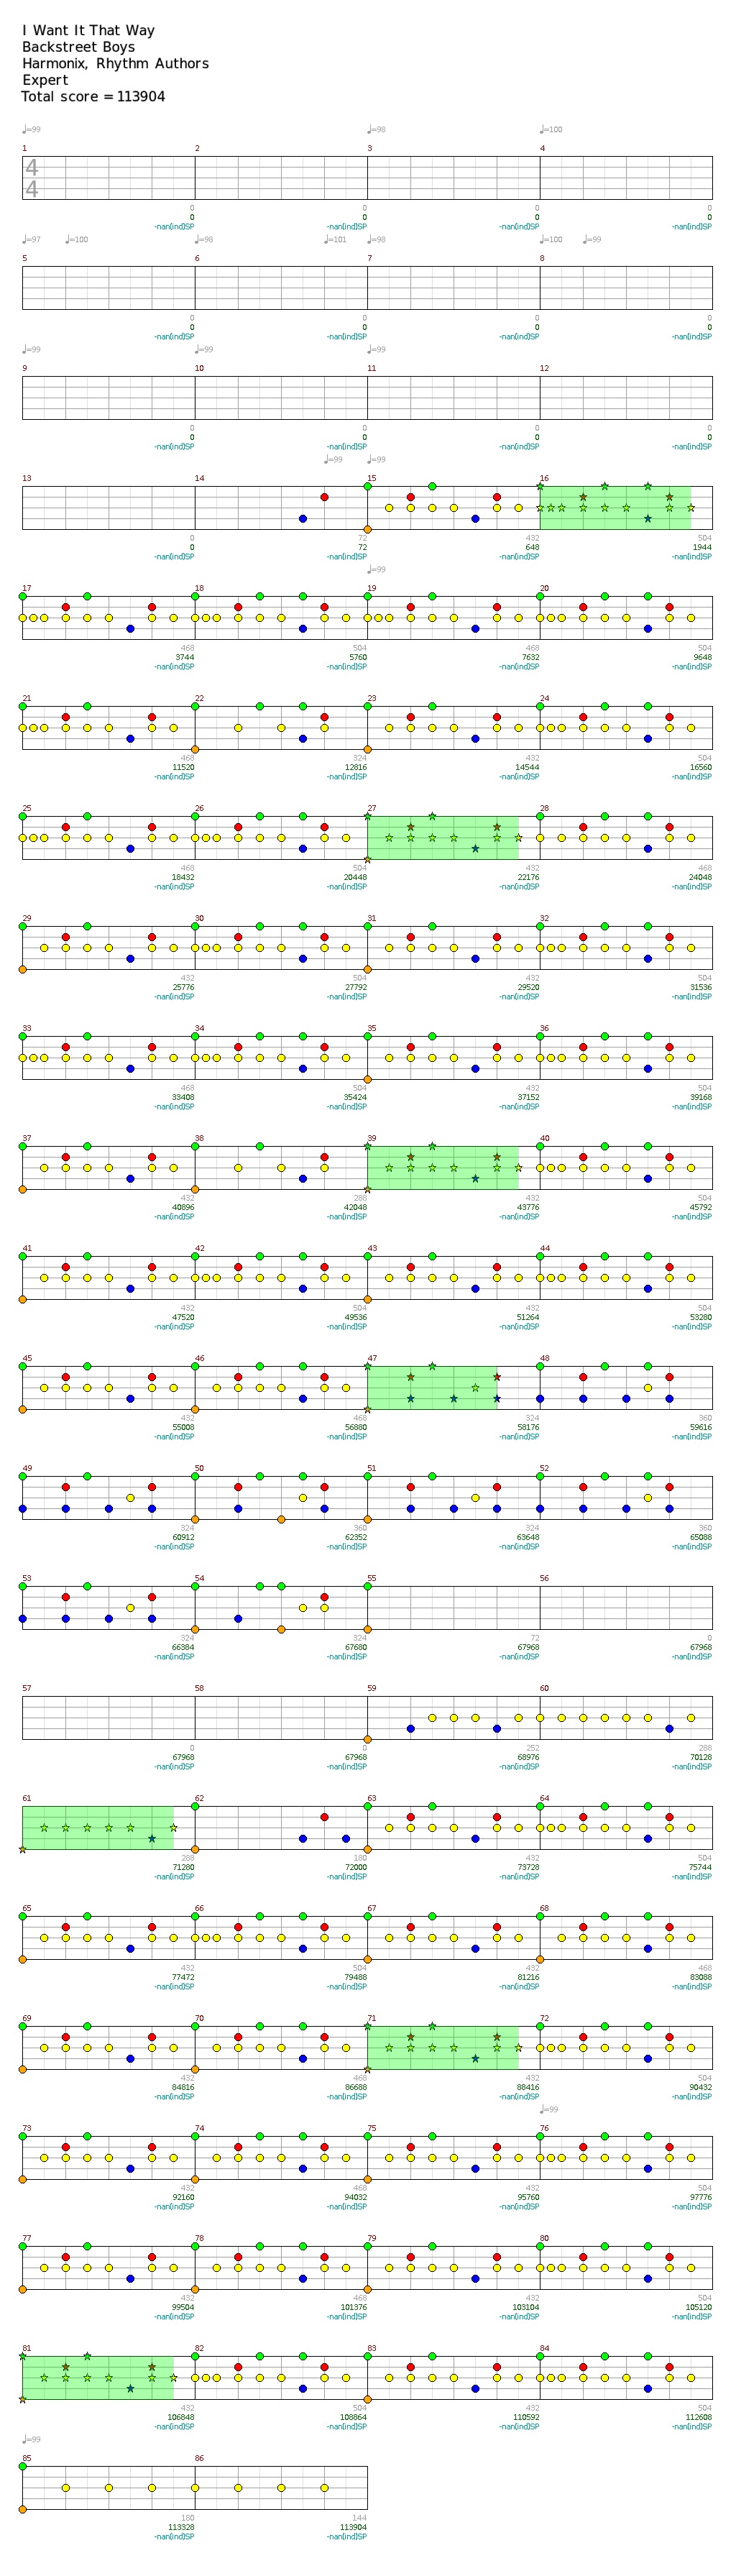 I Want It That Way
Backstreet Boys
Harmonix, Rhythm Authors
Expert
Total score = 113904
♩=99 ♩=98 ♩=100
1 2 3 4
4
4
0 0 0 0
0 0 0 0
-nan(ind)SP -nan(ind)SP -nan(ind)SP -nan(ind)SP
♩=97 ♩=100 ♩=98 ♩=101 ♩=98 ♩=100 ♩=99
5 6 7 8
0 0 0 0
0 0 0 0
-nan(ind)SP -nan(ind)SP -nan(ind)SP -nan(ind)SP
♩=99 ♩=99 ♩=99
9 10 11 12
0 0 0 0
0 0 0 0
-nan(ind)SP -nan(ind)SP -nan(ind)SP -nan(ind)SP
♩=99 ♩=99
13 14 15 16
0 72 432 504
0 72 648 1944
-nan(ind)SP -nan(ind)SP -nan(ind)SP -nan(ind)SP
♩=99
17 18 19 20
468 504 468 504
3744 5760 7632 9648
-nan(ind)SP -nan(ind)SP -nan(ind)SP -nan(ind)SP
21 22 23 24
468 324 432 504
11520 12816 14544 16560
-nan(ind)SP -nan(ind)SP -nan(ind)SP -nan(ind)SP
25 26 27 28
468 504 432 468
18432 20448 22176 24048
-nan(ind)SP -nan(ind)SP -nan(ind)SP -nan(ind)SP
29 30 31 32
432 504 432 504
25776 27792 29520 31536
-nan(ind)SP -nan(ind)SP -nan(ind)SP -nan(ind)SP
33 34 35 36
468 504 432 504
33408 35424 37152 39168
-nan(ind)SP -nan(ind)SP -nan(ind)SP -nan(ind)SP
37 38 39 40
432 288 432 504
40896 42048 43776 45792
-nan(ind)SP -nan(ind)SP -nan(ind)SP -nan(ind)SP
41 42 43 44
432 504 432 504
47520 49536 51264 53280
-nan(ind)SP -nan(ind)SP -nan(ind)SP -nan(ind)SP
45 46 47 48
432 468 324 360
55008 56880 58176 59616
-nan(ind)SP -nan(ind)SP -nan(ind)SP -nan(ind)SP
49 50 51 52
324 360 324 360
60912 62352 63648 65088
-nan(ind)SP -nan(ind)SP -nan(ind)SP -nan(ind)SP
53 54 55 56
324 324 72 0
66384 67680 67968 67968
-nan(ind)SP -nan(ind)SP -nan(ind)SP -nan(ind)SP
57 58 59 60
0 0 252 288
67968 67968 68976 70128
-nan(ind)SP -nan(ind)SP -nan(ind)SP -nan(ind)SP
61 62 63 64
288 180 432 504
71280 72000 73728 75744
-nan(ind)SP -nan(ind)SP -nan(ind)SP -nan(ind)SP
65 66 67 68
432 504 432 468
77472 79488 81216 83088
-nan(ind)SP -nan(ind)SP -nan(ind)SP -nan(ind)SP
69 70 71 72
432 468 432 504
84816 86688 88416 90432
-nan(ind)SP -nan(ind)SP -nan(ind)SP -nan(ind)SP
♩=99
73 74 75 76
432 468 432 504
92160 94032 95760 97776
-nan(ind)SP -nan(ind)SP -nan(ind)SP -nan(ind)SP
77 78 79 80
432 468 432 504
99504 101376 103104 105120
-nan(ind)SP -nan(ind)SP -nan(ind)SP -nan(ind)SP
81 82 83 84
432 504 432 504
106848 108864 110592 112608
-nan(ind)SP -nan(ind)SP -nan(ind)SP -nan(ind)SP
♩=99
85 86
180 144
113328 113904
-nan(ind)SP -nan(ind)SP